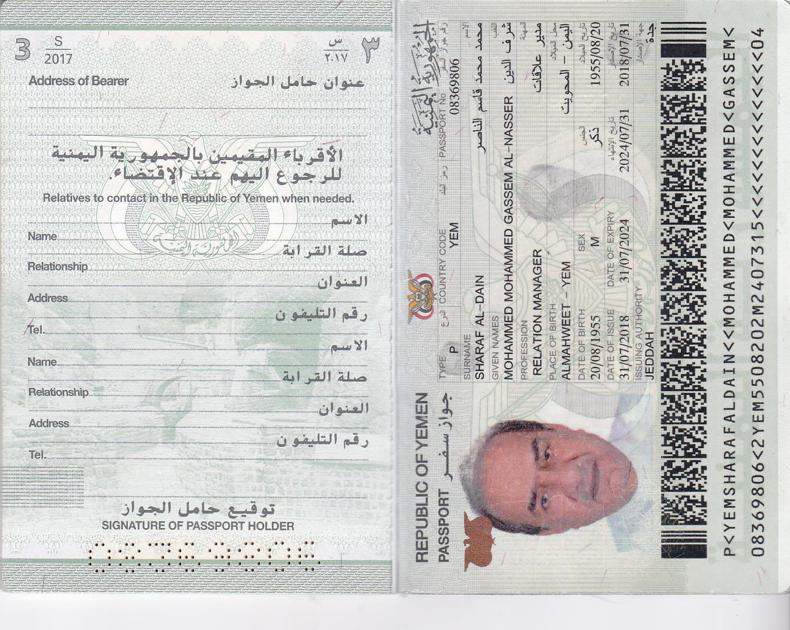 3
S
2017
س
٢٠١٧
٣
Address of Bearer
عنوان حامل الجواز
الأقرباء المقيمين بالجمهورية اليمنية
للرجوع اليهم عند الإقتضاء.
Relatives to contact in the Republic of Yemen when needed.
Name الاسم
Relationship صلة القرابة
Address العنوان
Tel. رقم التليفون
Name الاسم
Relationship صلة القرابة
Address العنوان
Tel. رقم التليفون
توقيع حامل الجواز
SIGNATURE OF PASSPORT HOLDER
REPUBLIC OF YEMEN الجمهورية اليمنية
PASSPORT جواز سفر
TYPE النوع COUNTRY CODE رمز البلد PASSPORT No رقم جواز السفر
P YEM 08369806
SURNAME الأسم
SHARAF AL-DAIN محمد محمد قاسم الناصر
GIVEN NAMES اللقب
MOHAMMED MOHAMMED GASSEM AL-NASSER شرف الدين
PROFESSION المهنة
RELATION MANAGER مدير علاقات
PLACE OF BIRTH محل الميلاد
ALMAHWEET - YEM اليمن - المحويت
DATE OF BIRTH SEX الجنس تاريخ الميلاد
20/08/1955 M ذكر 1955/08/20
DATE OF ISSUE DATE OF EXPIRY تاريخ الإنتهاء تاريخ الإصدار
31/07/2018 31/07/2024 2024/07/31 2018/07/31
ISSUING AUTHORITY جهة الإصدار
JEDDAH جدة
P<YEMSHARAFALDAIN<<MOHAMMED<MOHAMMED<GASSEM<
08369806<2YEM5508202M2407315<<<<<<<<<<<<<<04